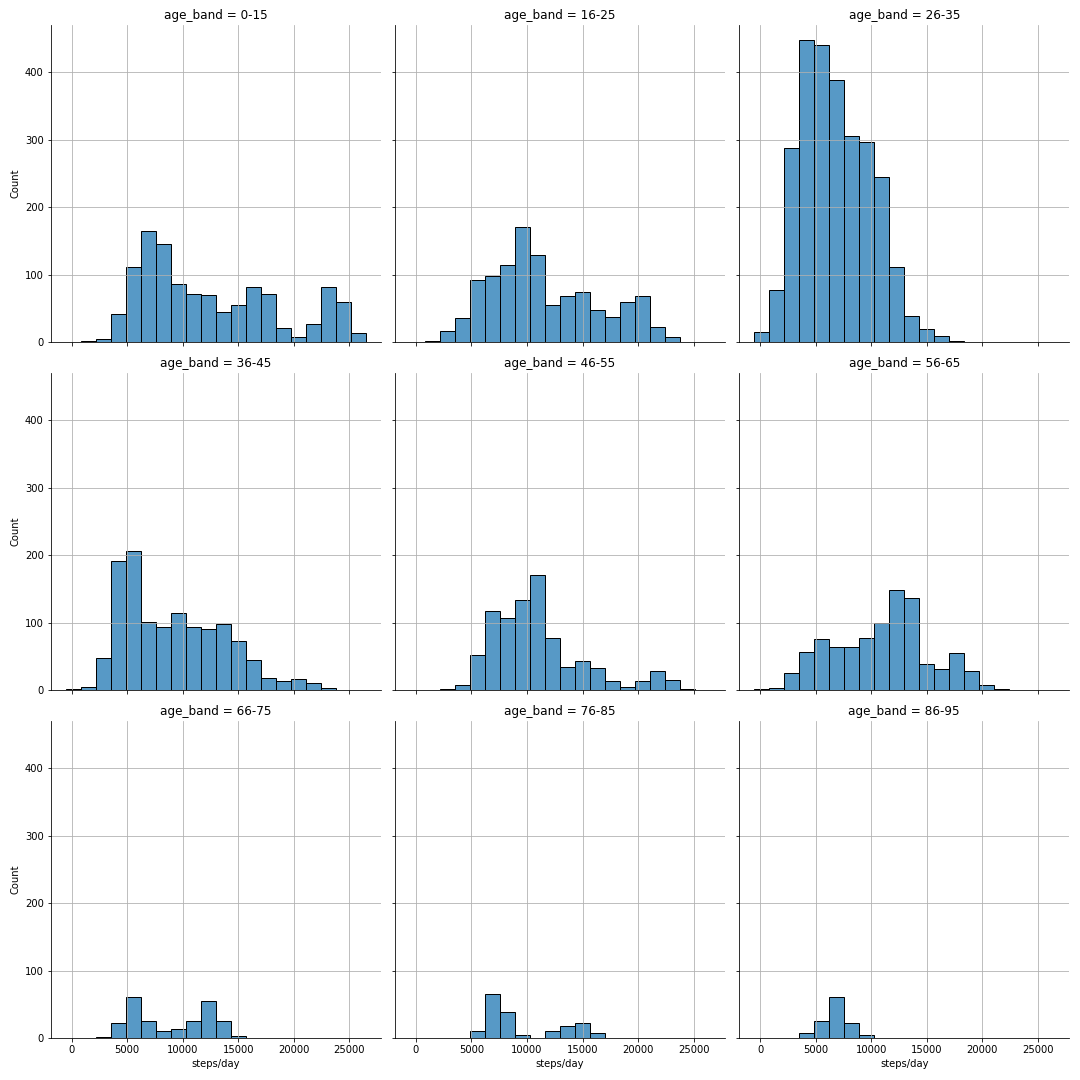 age_band = 0-15
age_band = 16-25
age_band = 26-35
400
300
200
100
0
Count
age_band = 36-45
age_band = 46-55
age_band = 56-65
400
300
200
100
0
Count
age_band = 66-75
age_band = 76-85
age_band = 86-95
400
300
200
100
0
Count
0 5000 10000 15000 20000 25000
0 5000 10000 15000 20000 25000
0 5000 10000 15000 20000 25000
steps/day
steps/day
steps/day